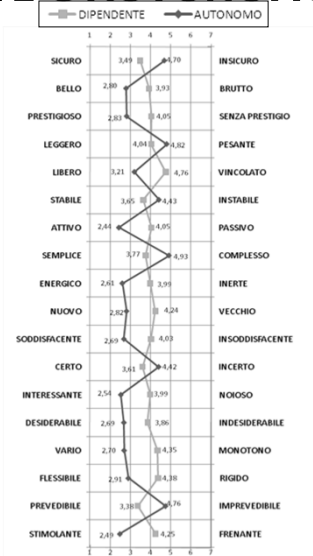 DIPENDENTE AUTONOMO
1 2 3 4 5 6 7
SICURO 3,49 4,70 INSICURO
BELLO 2,80 3,93 BRUTTO
PRESTIGIOSO 2,83 4,05 SENZA PRESTIGIO
LEGGERO 4,04 4,82 PESANTE
LIBERO 3,21 4,76 VINCOLATO
STABILE 3,65 4,43 INSTABILE
ATTIVO 2,44 4,05 PASSIVO
SEMPLICE 3,77 4,93 COMPLESSO
ENERGICO 2,61 3,99 INERTE
NUOVO 2,82 4,24 VECCHIO
SODDISFACENTE 2,69 4,03 INSODDISFACENTE
CERTO 3,61 4,42 INCERTO
INTERESSANTE 2,54 3,99 NOIOSO
DESIDERABILE 2,69 3,86 INDESIDERABILE
VARIO 2,70 4,35 MONOTONO
FLESSIBILE 2,91 4,38 RIGIDO
PREVEDIBILE 3,38 4,76 IMPREVEDIBILE
STIMOLANTE 2,49 4,25 FRENANTE
1 2 3 4 5 6 7